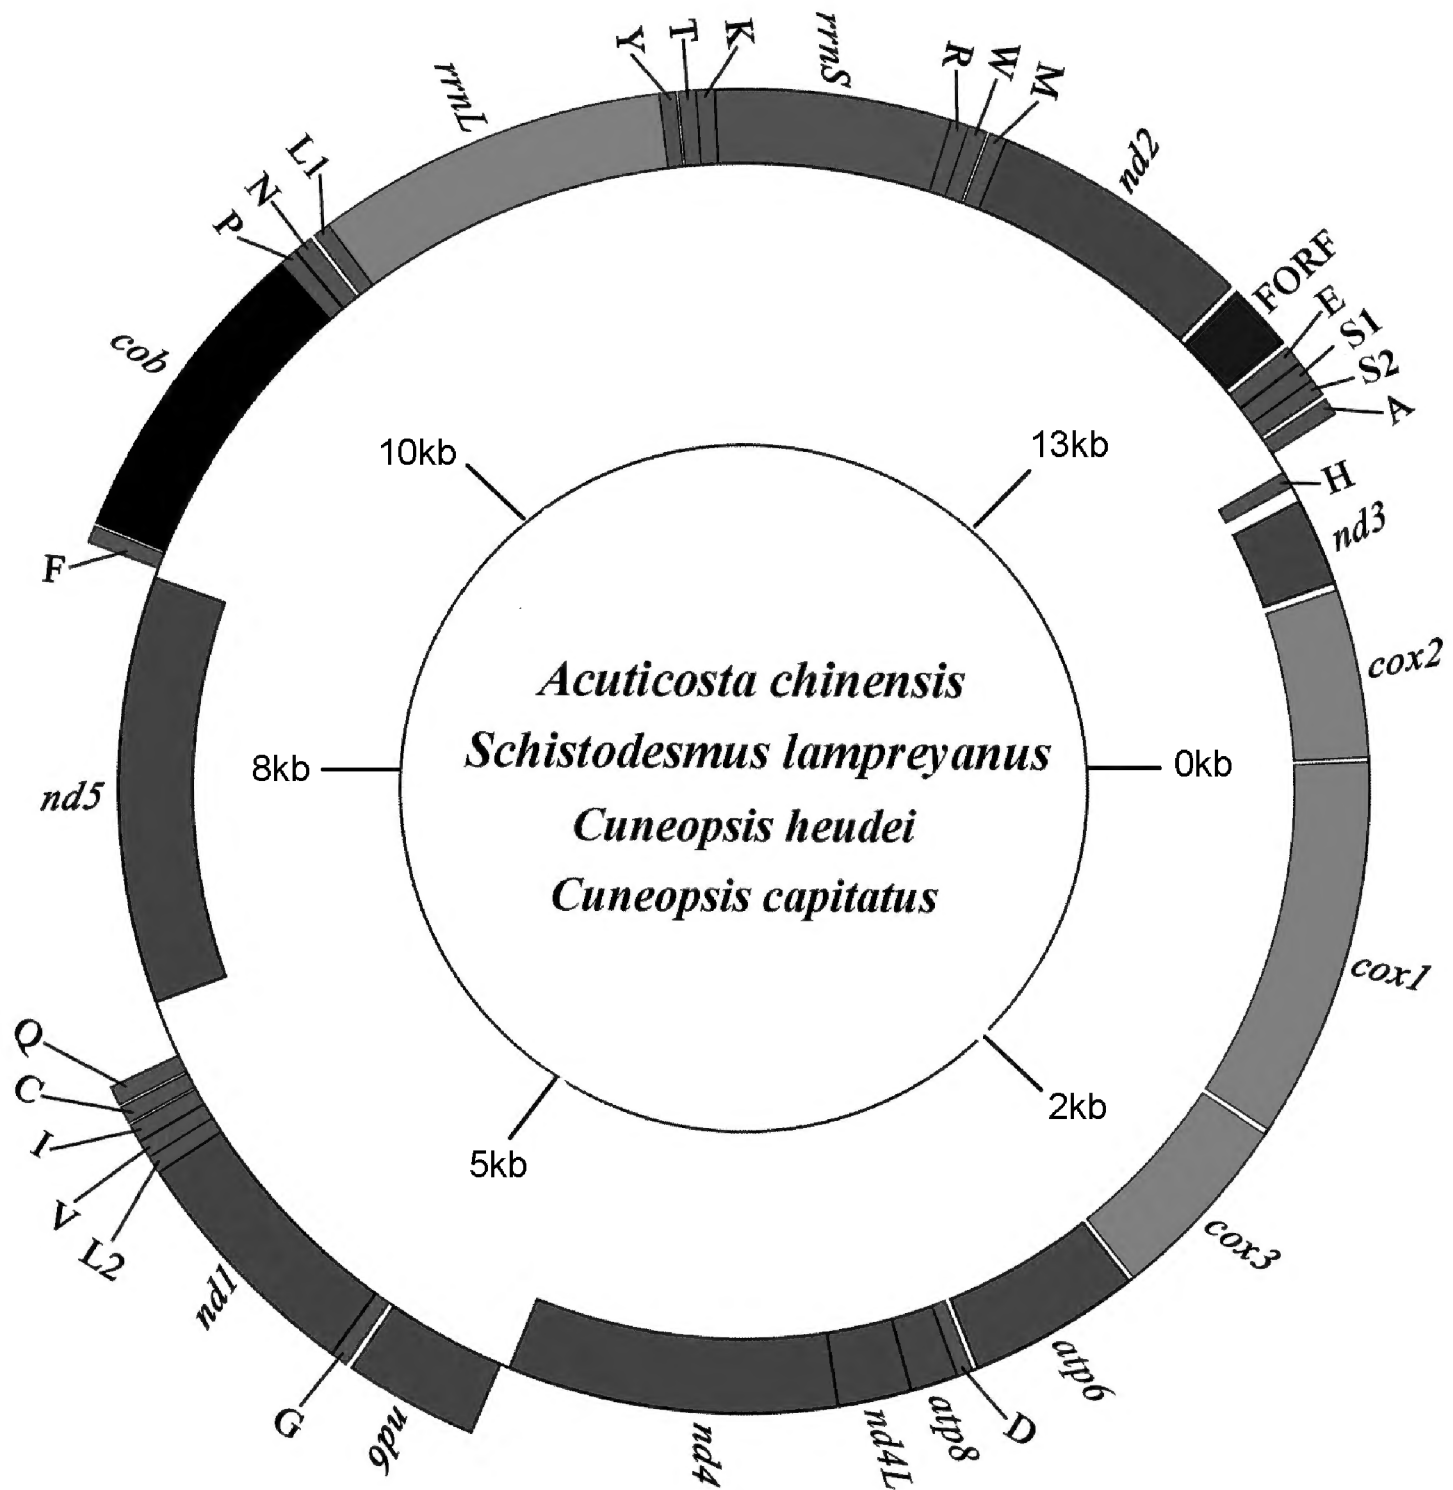 Y
T
K
rrnS
R
W
M
nd2
FORF
E
S1
S2
A
H
nd3
cox2
cox1
cox3
atp6
D
atp8
nd4L
nd4
nd6
G
nd1
L2
V
I
C
Q
nd5
F
cob
P
N
L1
rrnL
10kb
13kb
0kb
2kb
5kb
8kb
Acuticosta chinensis
Schistodesmus lampreyanus
Cuneopsis heudei
Cuneopsis capitatus